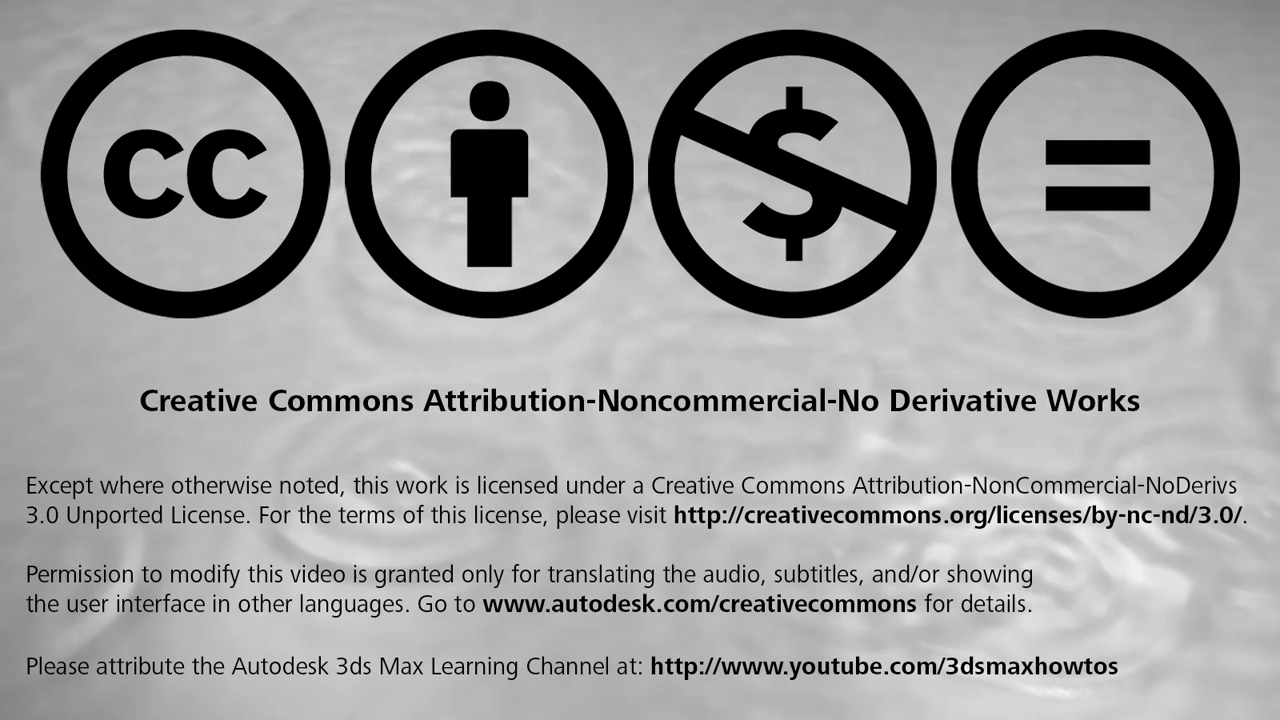 cc
$
=
Creative Commons Attribution-Noncommercial-No Derivative Works
Except where otherwise noted, this work is licensed under a Creative Commons Attribution-NonCommercial-NoDerivs
3.0 Unported License. For the terms of this license, please visit http://creativecommons.org/licenses/by-nc-nd/3.0/.
Permission to modify this video is granted only for translating the audio, subtitles, and/or showing
the user interface in other languages. Go to www.autodesk.com/creativecommons for details.
Please attribute the Autodesk 3ds Max Learning Channel at: http://www.youtube.com/3dsmaxhowtos